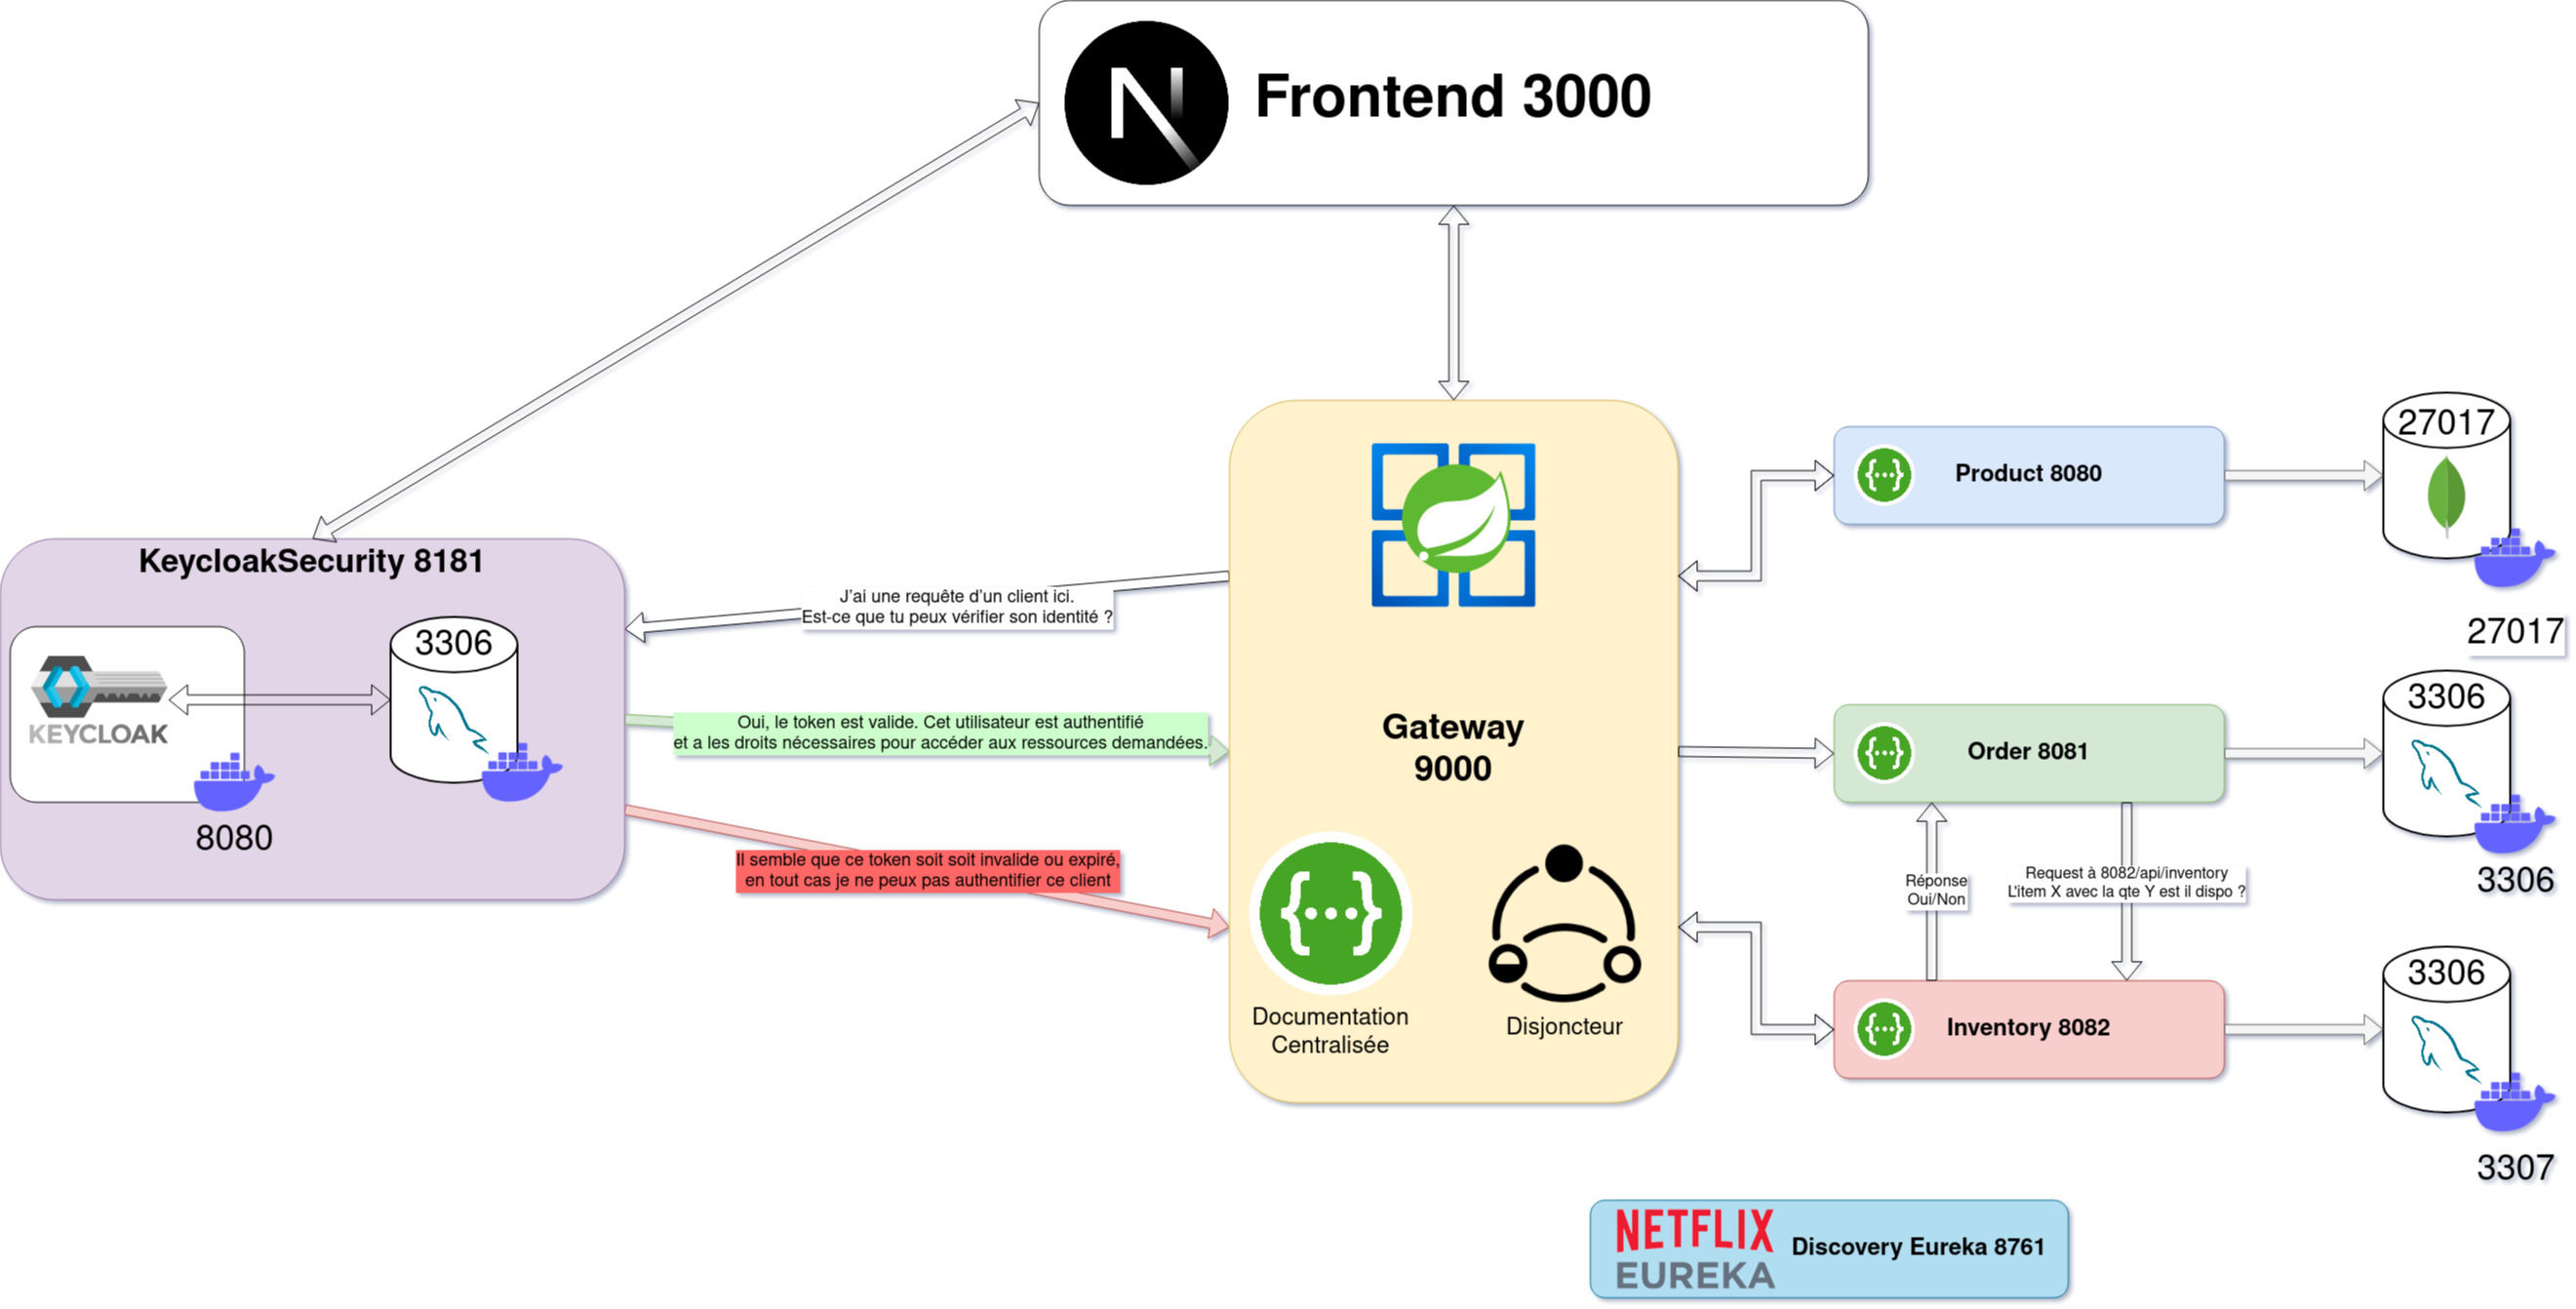 N
Frontend 3000
KeycloakSecurity 8181
KEYCLOAK
3306
8080
J'ai une requête d'un client ici.
Est-ce que tu peux vérifier son identité ?
Oui, le token est valide. Cet utilisateur est authentifié
et a les droits nécessaires pour accéder aux ressources demandées.
Il semble que ce token soit soit invalide ou expiré,
en tout cas je ne peux pas authentifier ce client
Gateway
9000
{···}
Documentation
Centralisée
Disjoncteur
{···}
Product 8080
27017
27017
{···}
Order 8081
3306
3306
Réponse
Oui/Non
Request à 8082/api/inventory
L'item X avec la qte Y est il dispo ?
{···}
Inventory 8082
3306
3307
NETFLIX
EUREKA
Discovery Eureka 8761